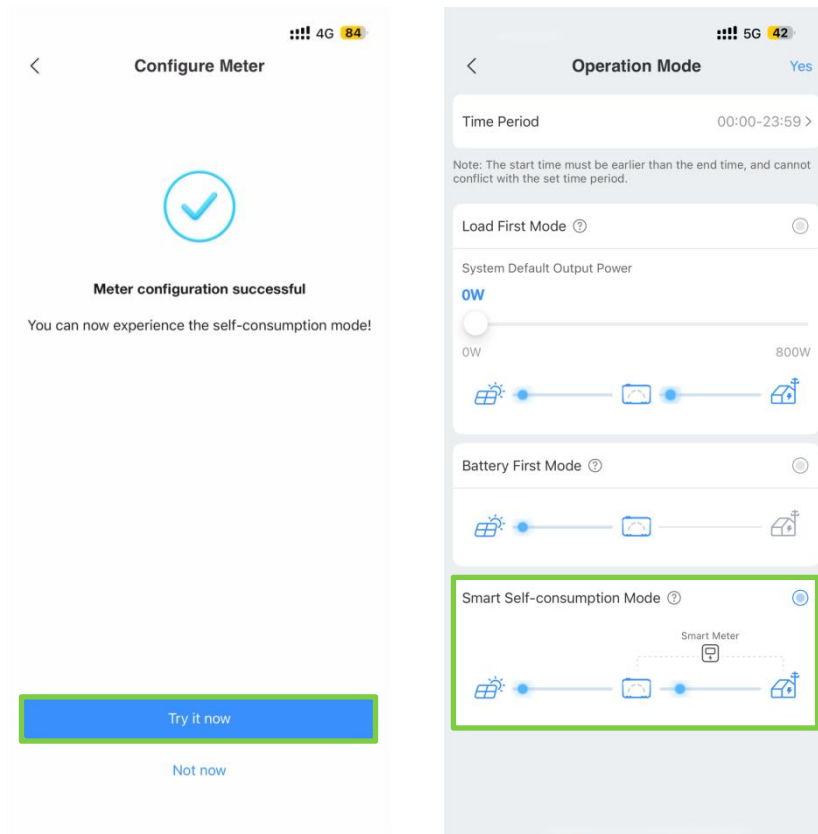 4G 84
Configure Meter
Meter configuration successful
You can now experience the self-consumption mode!
Try it now
Not now
5G 42
Operation Mode Yes
Time Period 00:00-23:59 >
Note: The start time must be earlier than the end time, and cannot
conflict with the set time period.
Load First Mode ?
System Default Output Power
0W
0W 800W
Battery First Mode ?
Smart Self-consumption Mode ?
Smart Meter